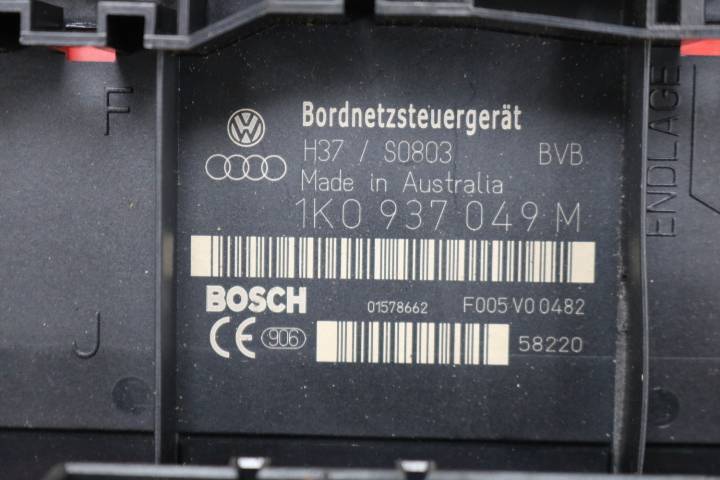 F
Bordnetzsteuergerät
H37 / S0803 BVB
Made in Australia
1K0 937 049 M
ENDLAGE
BOSCH
01578662 F005 V0 0482
CE 906
58220
J